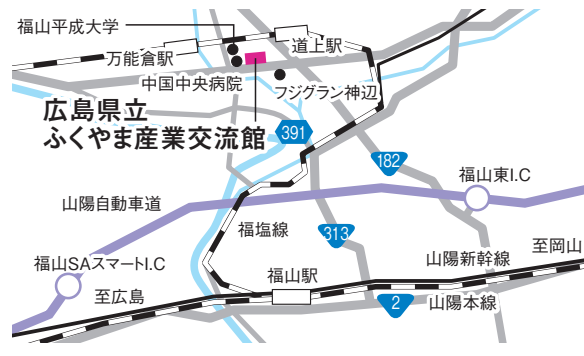 福山平成大学
道上駅
万能倉駅
中国中央病院
フジグラン神辺
広島県立
ふくやま産業交流館
391
182
福山東I.C
山陽自動車道
福塩線
313
福山SAスマートI.C
福山駅
山陽新幹線
至岡山
至広島
2
山陽本線